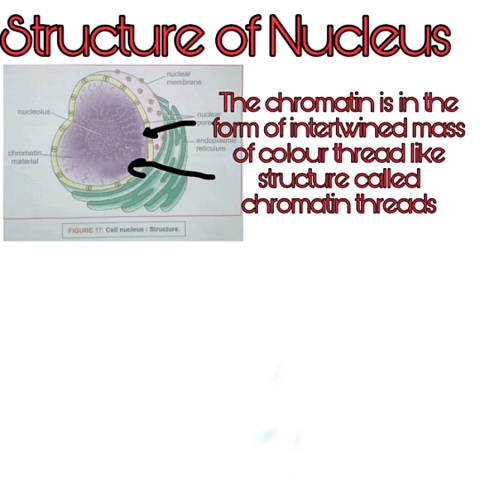 Structure of Nucleus
nuclear
membrane
nucleolus
nuclear
pore
endoplasmic
reticulum
chromatin
material
FIGURE 17. Cell nucleus : Structure.
The chromatin is in the
form of intertwined mass
of colour thread like
structure called
chromatin threads